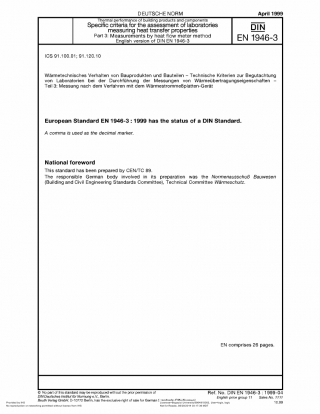 DEUTSCHE NORM
April 1999
Thermal performance of building products and components
Specific criteria for the assessment of laboratories
measuring heat transfer properties
Part 3: Measurements by heat flow meter method
English version of DIN EN 1946-3
DIN
EN 1946-3
ICS 91.100.01; 91.120.10
Wärmetechnisches Verhalten von Bauprodukten und Bauteilen – Technische Kriterien zur Begutachtung
von Laboratorien bei der Durchführung der Messungen von Wärmeübertragungseigenschaften –
Teil 3: Messung nach dem Verfahren mit dem Wärmestrommeßplatten-Gerät
European Standard EN 1946-3 : 1999 has the status of a DIN Standard.
A comma is used as the decimal marker.
National foreword
This standard has been prepared by CEN/TC 89.
The responsible German body involved in its preparation was the Normenausschuß Bauwesen
(Building and Civil Engineering Standards Committee), Technical Committee Wärmeschutz.
EN comprises 26 pages.
© No part of this standard may be reproduced without the prior permission of
DIN Deutsches Institut für Normung e.V., Berlin.
Beuth Verlag GmbH, D-10772 Berlin, has the exclusive right of sale for German
Ref. No. DIN EN 1946-3 : 1999-04
English price group 11 Sales No. 1111